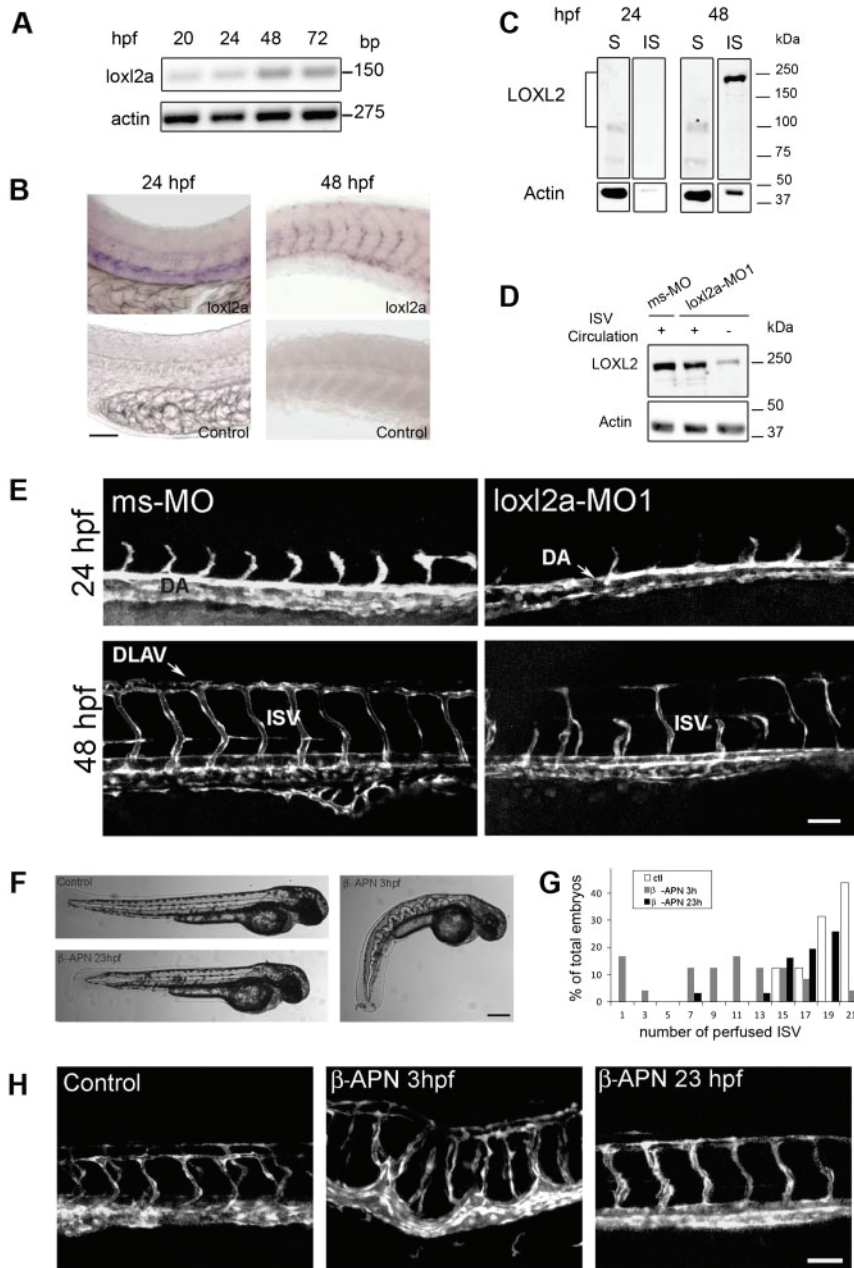 A
hpf 20 24 48 72 bp
loxl2a 150
actin 275
B
24 hpf 48 hpf
loxl2a loxl2a
Control Control
C
hpf 24 48
S IS S IS kDa
LOXL2
250
150
100
75
Actin
50
37
D
ms-MO loxl2a-MO1
ISV
Circulation + + - kDa
LOXL2 250
Actin
50
37
E
ms-MO loxl2a-MO1
24 hpf
DA DA
48 hpf
DLAV
ISV ISV
F
Control
β-APN 3hpf
β-APN 23hpf
G
% of total embryos
40
30
20
10
0
ctl
β -APN 3h
β -APN 23h
1 3 5 7 9 11 13 15 17 19 21
number of perfused ISV
H
Control β-APN 3hpf β-APN 23 hpf